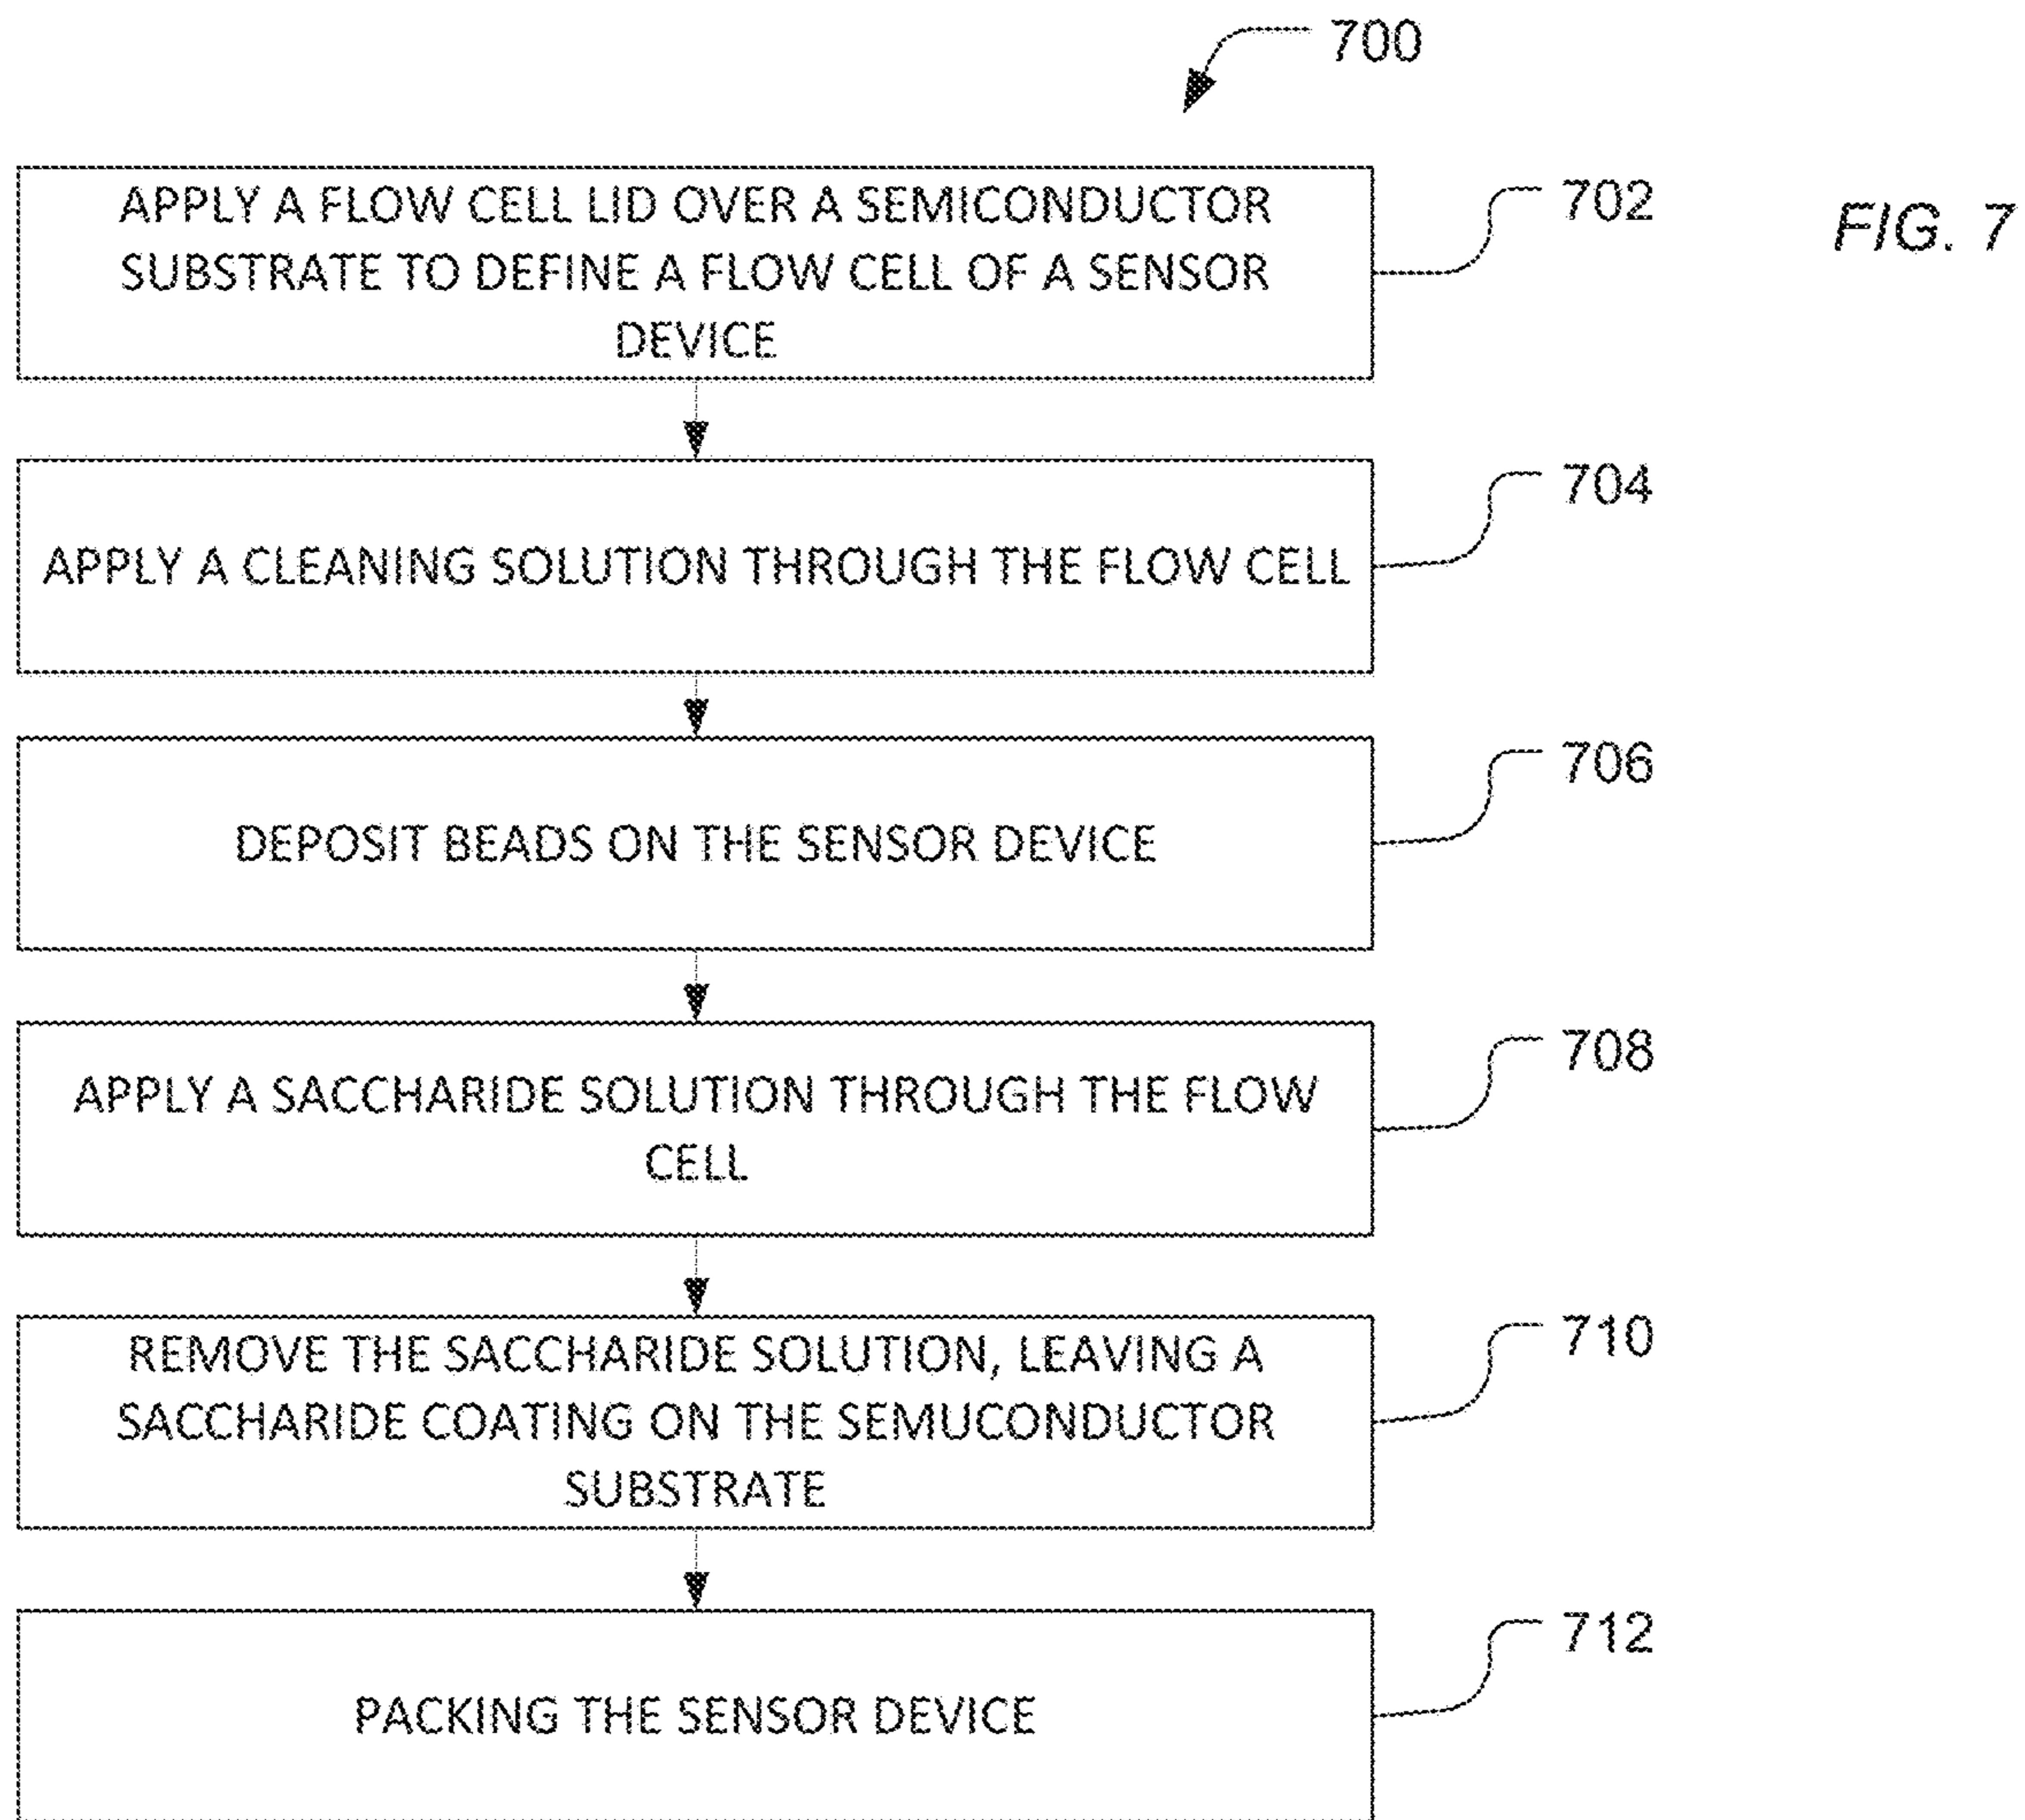 700
APPLY A FLOW CELL LID OVER A SEMICONDUCTOR
SUBSTRATE TO DEFINE A FLOW CELL OF A SENSOR
DEVICE
702
FIG. 7
APPLY A CLEANING SOLUTION THROUGH THE FLOW CELL
704
DEPOSIT BEADS ON THE SENSOR DEVICE
706
APPLY A SACCHARIDE SOLUTION THROUGH THE FLOW
CELL
708
REMOVE THE SACCHARIDE SOLUTION, LEAVING A
SACCHARIDE COATING ON THE SEMUCONDUCTOR
SUBSTRATE
710
PACKING THE SENSOR DEVICE
712